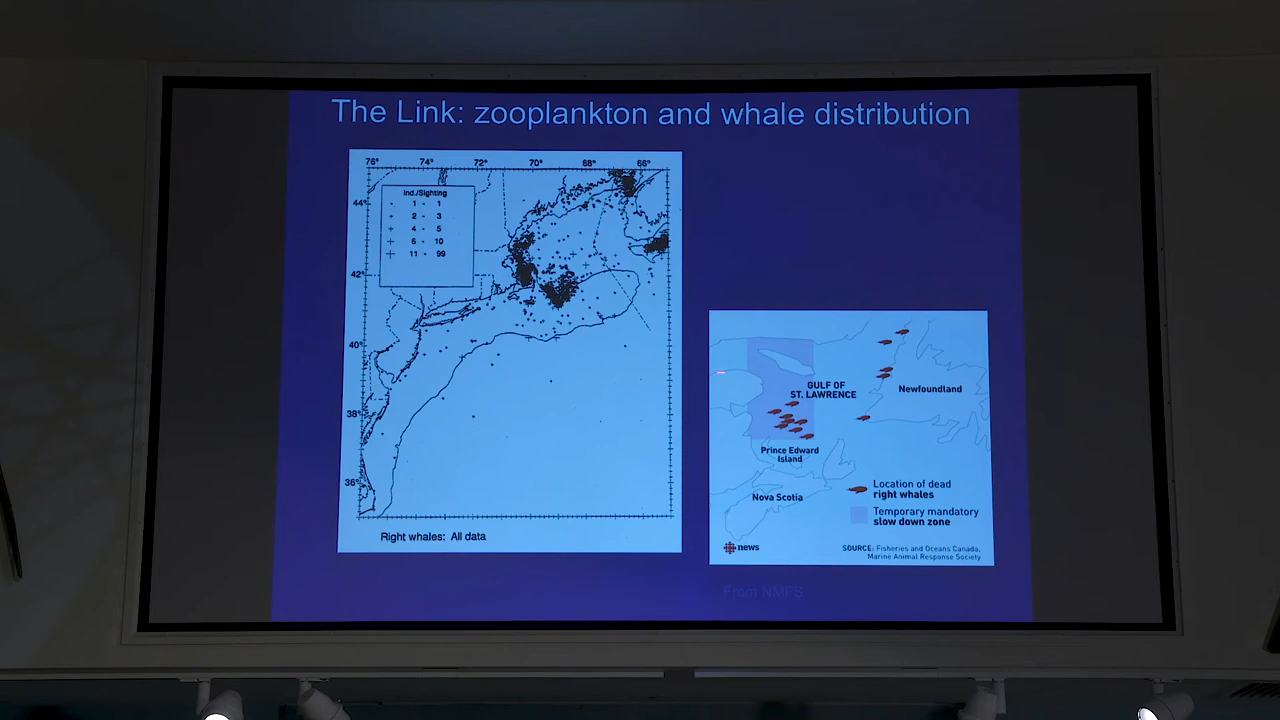 The Link: zooplankton and whale distribution
76° 74° 72° 70° 68° 66°
Ind./Sighting
1 - 1
2 - 3
4 - 5
6 - 10
11 - 99
44°
42°
40°
38°
36°
Right whales: All data
GULF OF
ST. LAWRENCE
Newfoundland
Prince Edward
Island
Nova Scotia
Location of dead
right whales
Temporary mandatory
slow down zone
news
SOURCE: Fisheries and Oceans Canada,
Marine Animal Response Society
From NMFS